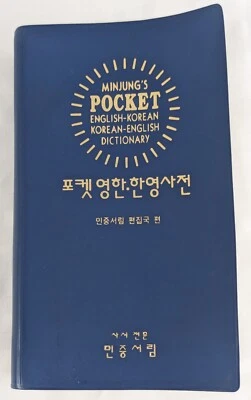 MINJUNG'S
POCKET
ENGLISH-KOREAN
KOREAN-ENGLISH
DICTIONARY
포켓 영한·한영사전
민중서림 편집국 편
사서 전문
민중서림